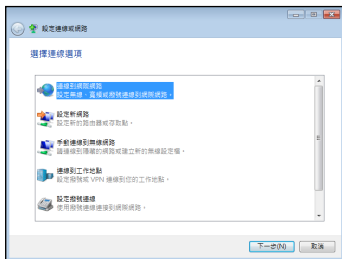 設定連線或網路
選擇連線選項
連線到網際網路
設定無線、寬頻或撥號連線到網際網路。
設定新網路
設定新的路由器或存取點。
手動連線到無線網路
請連線到隱藏的網路或建立新的無線設定檔。
連線到工作地點
設定撥號或 VPN 連線到您的工作地點。
設定撥號連線
使用撥號連線連接到網際網路。
下一步(N)
取消